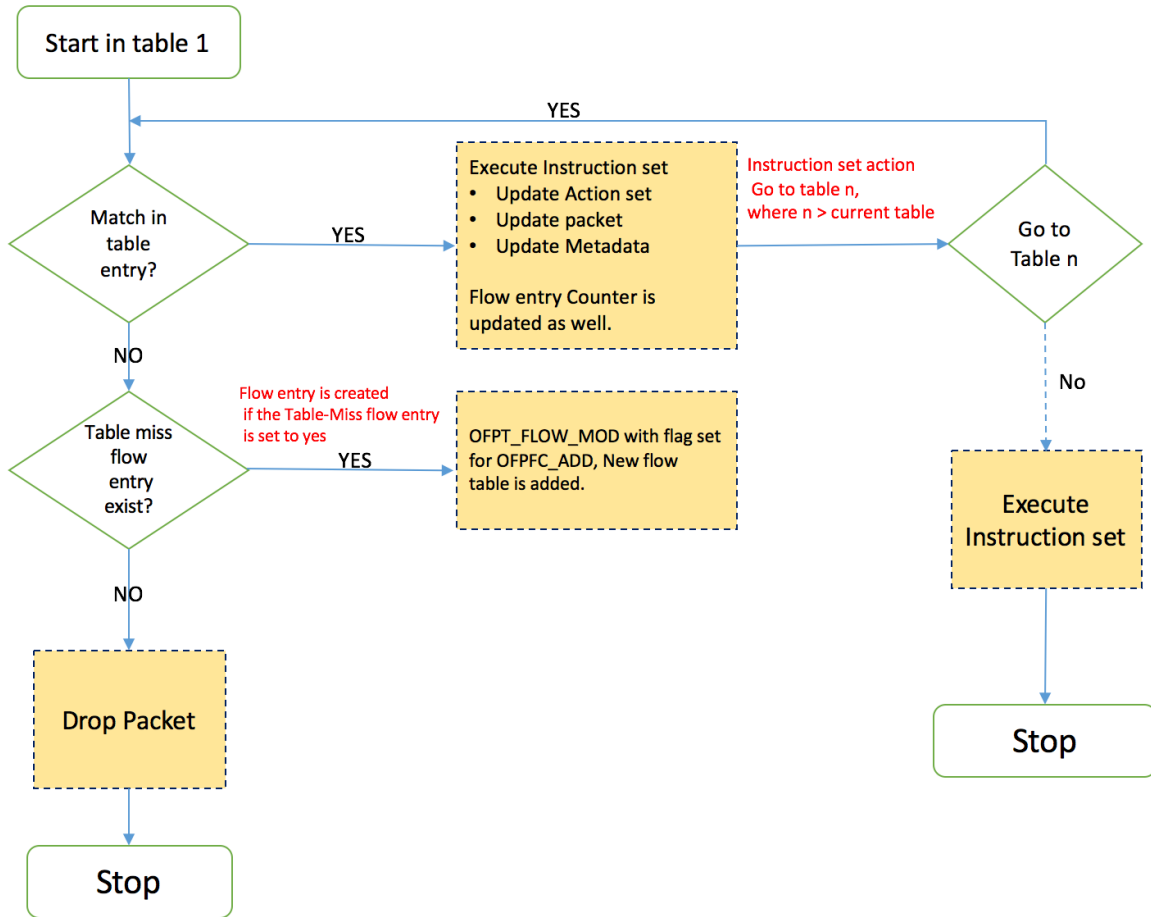 Start in table 1
YES
Match in
table
entry?
YES
Execute Instruction set
• Update Action set
• Update packet
• Update Metadata
Flow entry Counter is
updated as well.
Instruction set action
Go to table n,
where n > current table
Go to
Table n
NO
No
Table miss
flow
entry
exist?
Flow entry is created
if the Table-Miss flow entry
is set to yes
YES
OFPT_FLOW_MOD with flag set
for OFPFC_ADD, New flow
table is added.
Execute
Instruction set
NO
Drop Packet
Stop
Stop